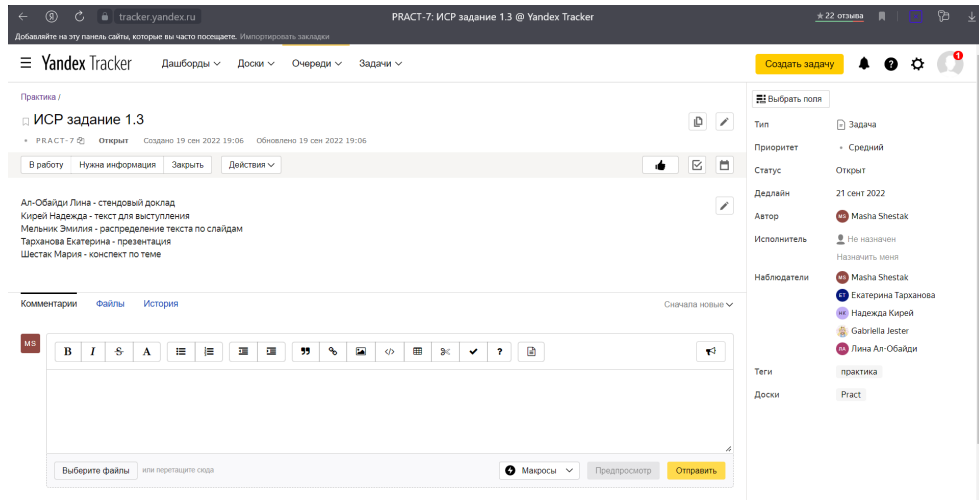 tracker.yandex.ru
PRACT-7: ИСР задание 1.3 @ Yandex Tracker
★ 22 отзыва
Добавляйте на эту панель сайты, которые вы часто посещаете. Импортировать закладки
Yandex Tracker
Дашборды
Доски
Очереди
Задачи
Создать задачу
1
Практика /
ИСР задание 1.3
PRACT-7
Открыт
Создано 19 сен 2022 19:06
Обновлено 19 сен 2022 19:06
В работу
Нужна информация
Закрыть
Действия
Ал-Обайди Лина - стендовый доклад
Кирей Надежда - текст для выступления
Мельник Эмилия - распределение текста по слайдам
Тарханова Екатерина - презентация
Шестак Мария - конспект по теме
Комментарии
Файлы
История
Сначала новые
MS
B I S A
Выберите файлы
или перетащите сюда
Макросы
Предпросмотр
Отправить
Выбрать поля
Тип
Задача
Приоритет
Средний
Статус
Открыт
Дедлайн
21 сент 2022
Автор
MS Masha Shestak
Исполнитель
Не назначен
Назначить меня
Наблюдатели
MS Masha Shestak
ЕТ Екатерина Тарханова
НК Надежда Кирей
Gabriella Jester
ЛА Лина Ал-Обайди
Теги
практика
Доски
Pract